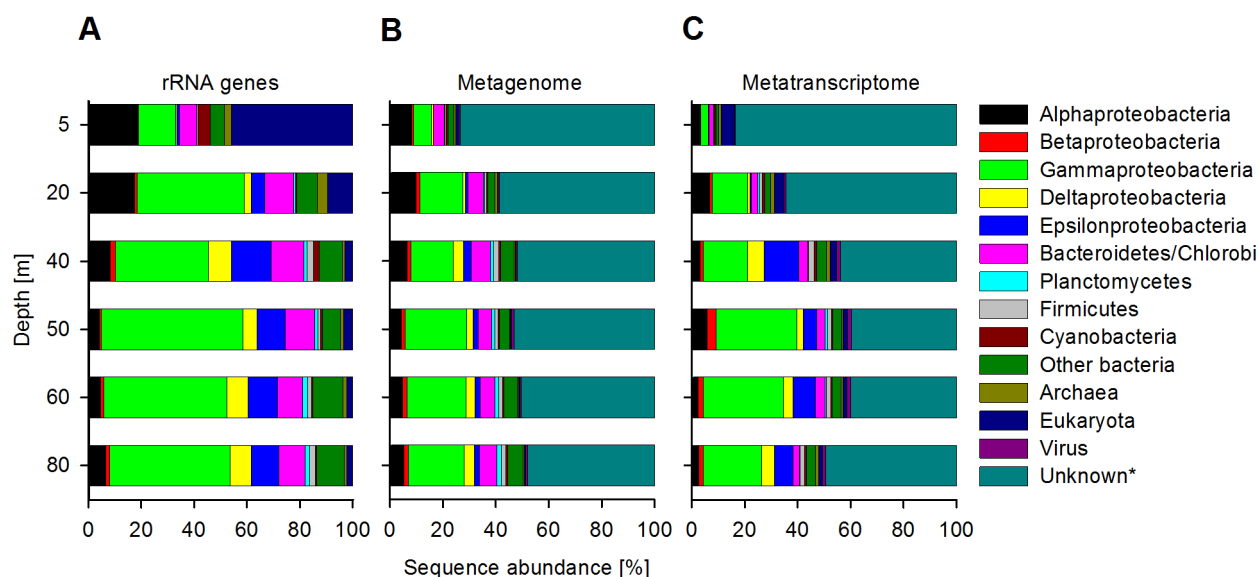 A
B
C
rRNA genes
Metagenome
Metatranscriptome
5
20
40
50
60
80
Depth [m]
0 20 40 60 80 100
0 20 40 60 80 100
0 20 40 60 80 100
Sequence abundance [%]
Alphaproteobacteria
Betaproteobacteria
Gammaproteobacteria
Deltaproteobacteria
Epsilonproteobacteria
Bacteroidetes/Chlorobi
Planctomycetes
Firmicutes
Cyanobacteria
Other bacteria
Archaea
Eukaryota
Virus
Unknown*